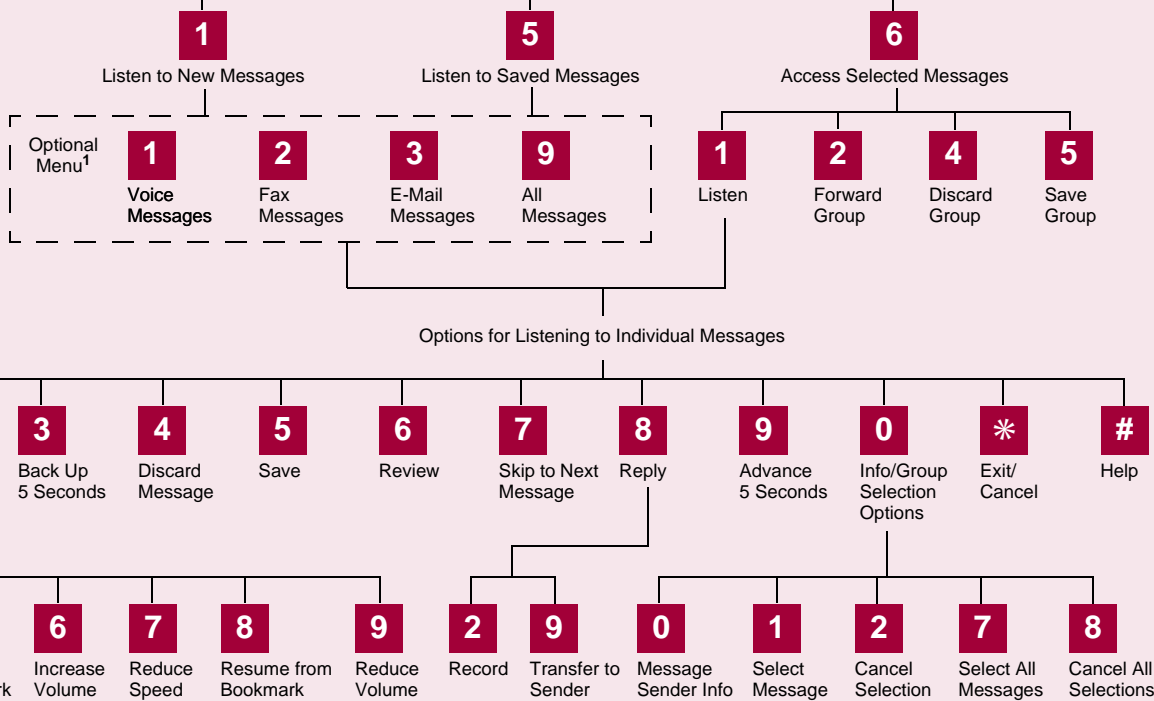 1 5 6
Listen to New Messages Listen to Saved Messages Access Selected Messages
Optional
Menu1
1 2 3 9 1 2 4 5
Voice Fax E-Mail All Listen Forward Discard Save
Messages Messages Messages Messages Group Group Group
Options for Listening to Individual Messages
3 4 5 6 7 8 9 0 * #
Back Up Discard Save Review Skip to Next Reply Advance Info/Group Exit/ Help
5 Seconds Message Message 5 Seconds Selection Cancel
Options
6 7 8 9 2 9 0 1 2 7 8
Increase Reduce Resume from Reduce Record Transfer to Message Select Cancel Select All Cancel All
rk Volume Speed Bookmark Volume Sender Sender Info Message Selection Messages Selections